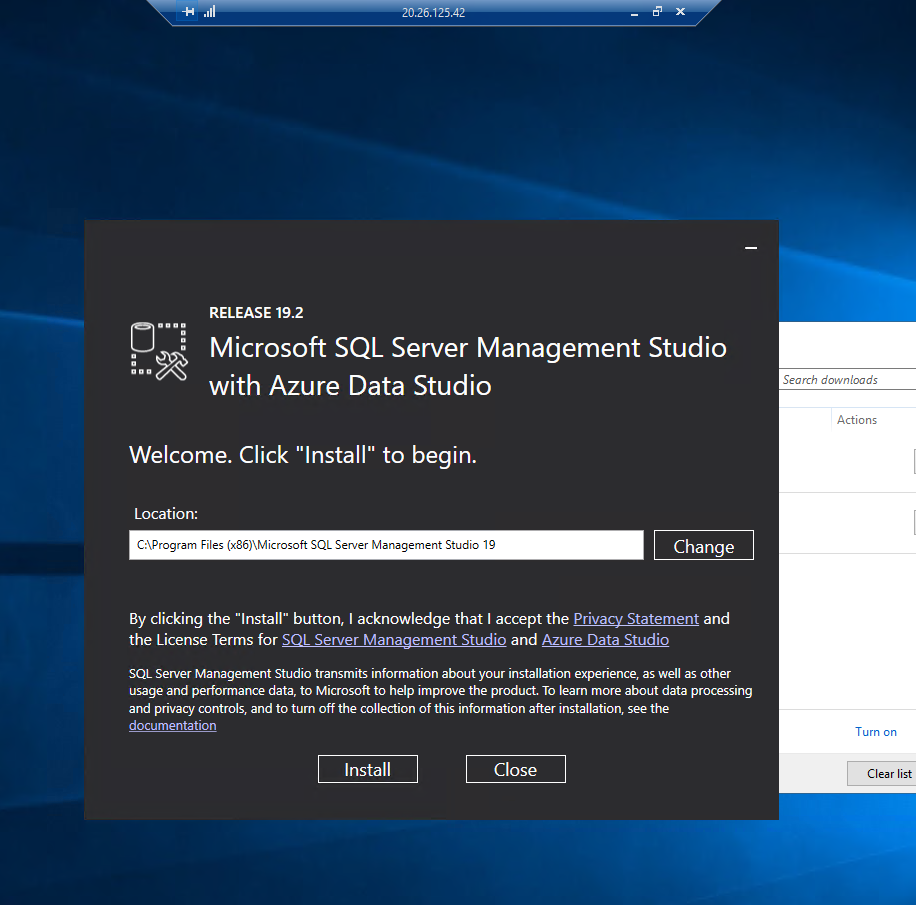 20.26.125.42
RELEASE 19.2
Microsoft SQL Server Management Studio
with Azure Data Studio
Welcome. Click "Install" to begin.
Location:
C:\Program Files (x86)\Microsoft SQL Server Management Studio 19
Change
By clicking the "Install" button, I acknowledge that I accept the Privacy Statement and
the License Terms for SQL Server Management Studio and Azure Data Studio
SQL Server Management Studio transmits information about your installation experience, as well as other
usage and performance data, to Microsoft to help improve the product. To learn more about data processing
and privacy controls, and to turn off the collection of this information after installation, see the
documentation
Install
Close
Search downloads
Actions
Turn on
Clear list